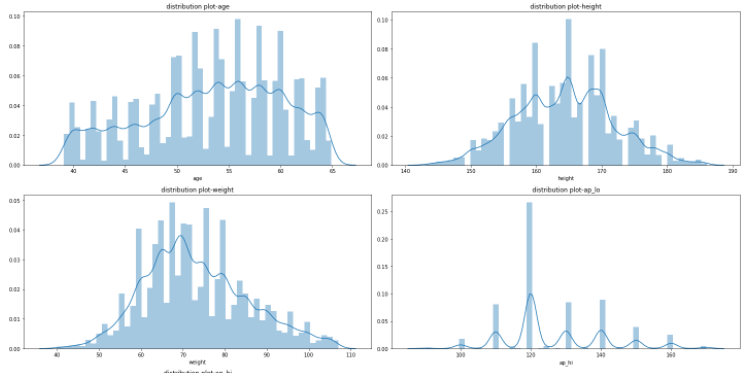 distribution plot-age
0.10
0.08
0.06
0.04
0.02
0.00
40 45 50 55 60 65
age
distribution plot-height
0.10
0.08
0.06
0.04
0.02
0.00
140 150 160 170 180 190
height
distribution plot-weight
0.05
0.04
0.03
0.02
0.01
0.00
40 50 60 70 80 90 100 110
weight
distribution plot-ap_lo
0.25
0.20
0.15
0.10
0.05
0.00
100 120 140 160
ap_hi
distribution plot-ap_hi